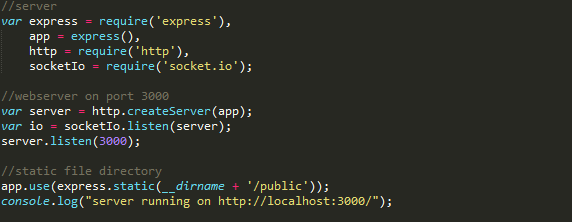 //server
var express = require('express'),
    app = express(),
    http = require('http'),
    socketIo = require('socket.io');

//webserver on port 3000
var server = http.createServer(app);
var io = socketIo.listen(server);
server.listen(3000);

//static file directory
app.use(express.static(__dirname + '/public'));
console.log("server running on http://localhost:3000/");